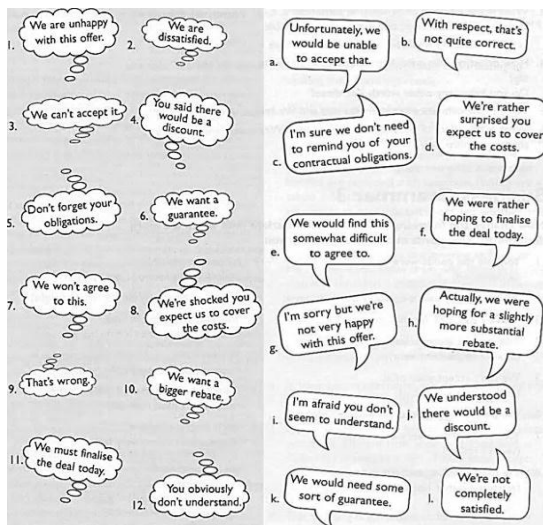 We are unhappy
with this offer.
1.
We are
dissatisfied.
2.
We can't accept it.
3.
You said there
would be a
discount.
4.
Don't forget your
obligations.
5.
We want a
guarantee.
6.
We won't agree
to this.
7.
We're shocked you
expect us to cover
the costs.
8.
That's wrong.
9.
We want a
bigger rebate.
10.
We must finalise
the deal today.
11.
You obviously
don't understand.
12.
Unfortunately, we
would be unable
to accept that.
a.
With respect, that's
not quite correct.
b.
I'm sure we don't need
to remind you of your
contractual obligations.
c.
We're rather
surprised you
expect us to cover
the costs.
d.
We would find this
somewhat difficult
to agree to.
e.
We were rather
hoping to finalise
the deal today.
f.
I'm sorry but we're
not very happy
with this offer.
g.
Actually, we were
hoping for a slightly
more substantial
rebate.
h.
I'm afraid you don't
seem to understand.
i.
We understood
there would be a
discount.
j.
We would need some
sort of guarantee.
k.
We're not
completely
satisfied.
l.